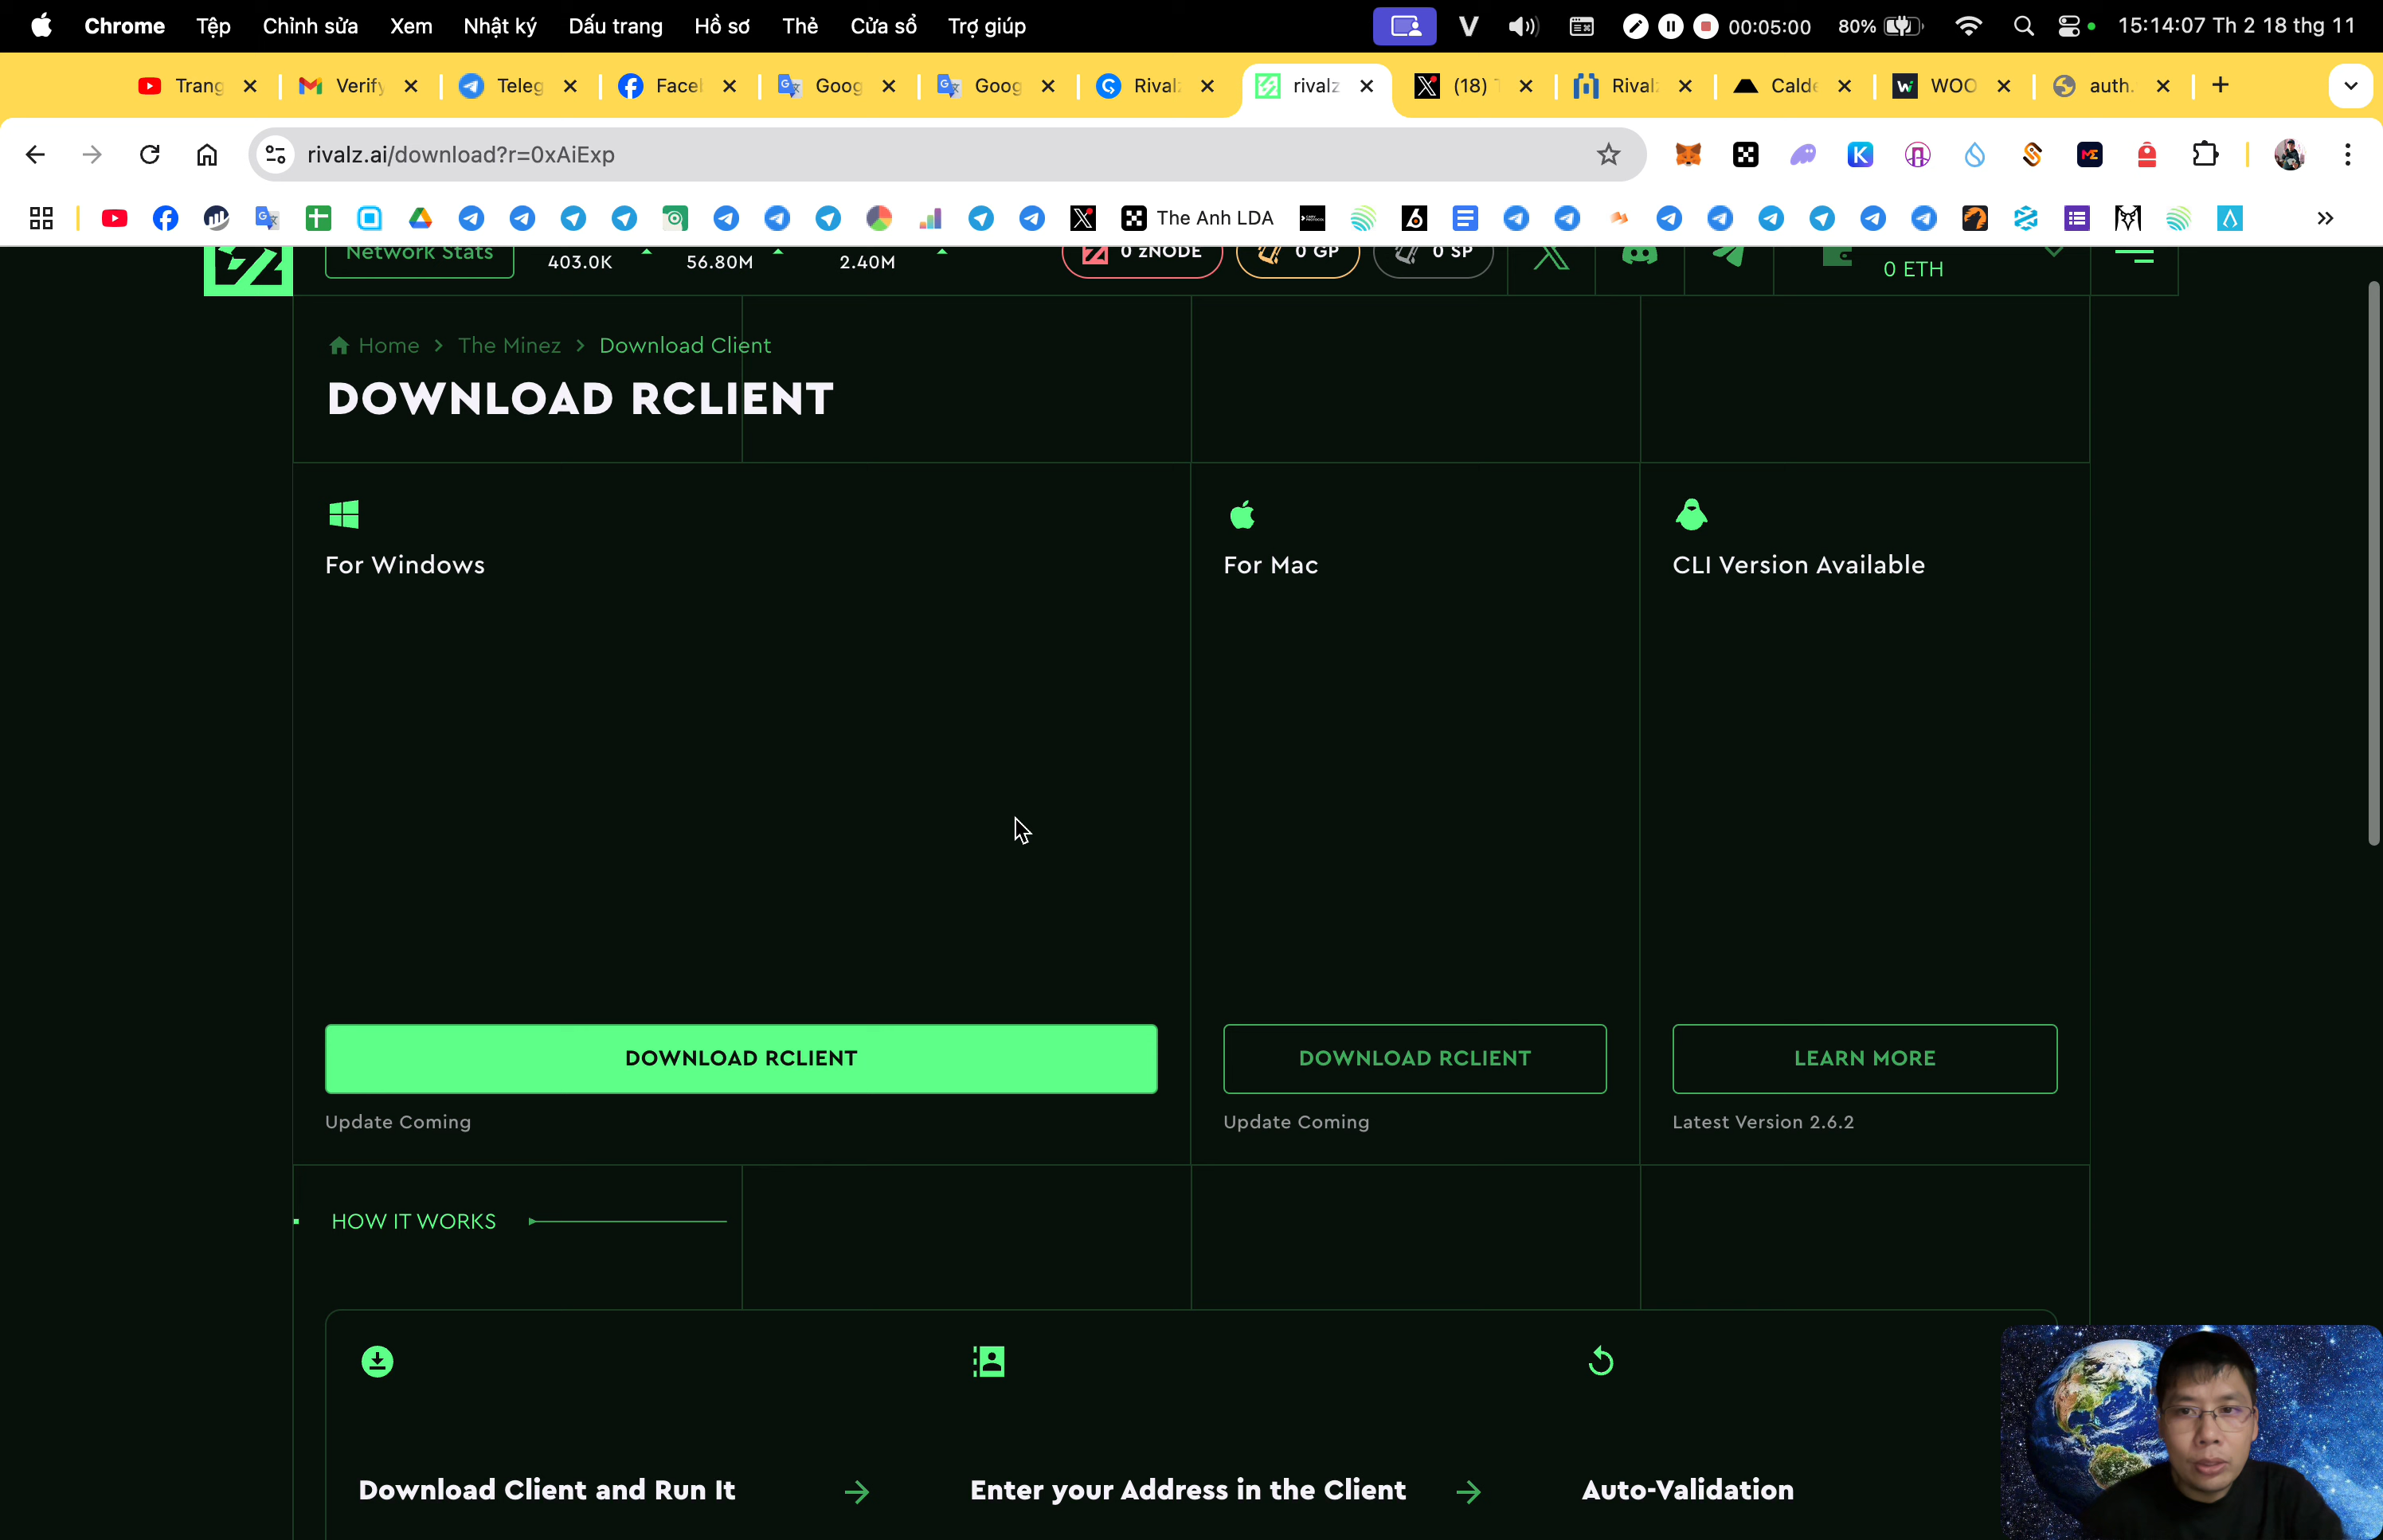 Chrome Tệp Chỉnh sửa Xem Nhật ký Dấu trang Hồ sơ Thẻ Cửa sổ Trợ giúp 00:05:00 80% 15:14:07 Th 2 18 thg 11
Trang Verify Teleg Facel Goog Goog Rival rivalz (18) Rival Calde WOO auth.
rivalz.ai/download?r=0xAiExp
The Anh LDA
Network Stats 403.0K 56.80M 2.40M 0 zNODE 0 GP 0 SP 0 ETH
Home > The Minez > Download Client
DOWNLOAD RCLIENT
For Windows For Mac CLI Version Available
DOWNLOAD RCLIENT DOWNLOAD RCLIENT LEARN MORE
Update Coming Update Coming Latest Version 2.6.2
HOW IT WORKS
Download Client and Run It → Enter your Address in the Client → Auto-Validation